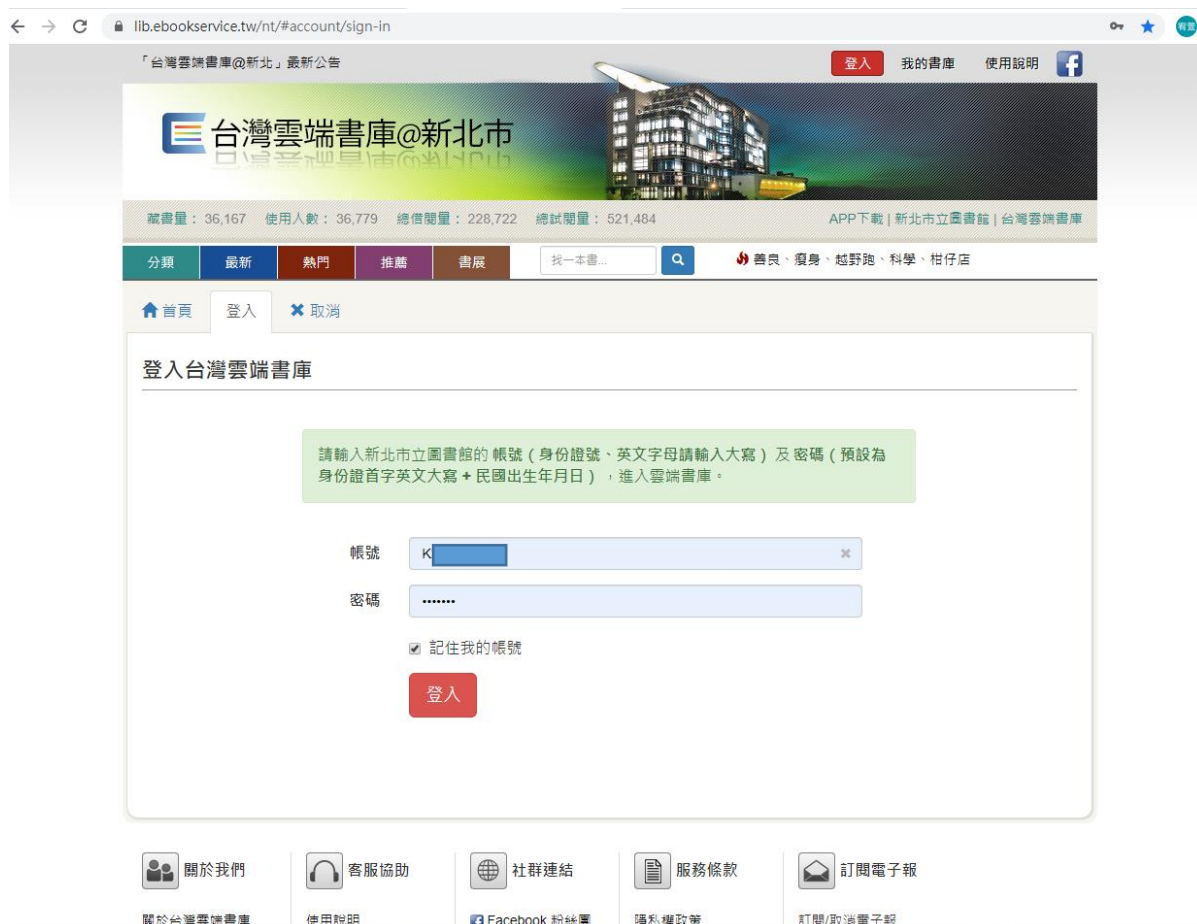 lib.ebookservice.tw/nt/#account/sign-in
「台灣雲端書庫@新北」最新公告 登入 我的書庫 使用說明
台灣雲端書庫@新北市
藏書量： 36,167 使用人數： 36,779 總借閱量： 228,722 總試閱量： 521,484 APP下載 | 新北市立圖書館 | 台灣雲端書庫
分類 最新 熱門 推薦 書展 找一本書... 善良、瘦身、越野跑、科學、柑仔店
首頁 登入 取消
登入台灣雲端書庫
請輸入新北市立圖書館的 帳號 ( 身份證號、英文字母請輸入大寫 ) 及 密碼 ( 預設為
身份證首字英文大寫 + 民國出生年月日 ) ，進入雲端書庫。
帳號 K
密碼 •••••••
記住我的帳號
登入
關於我們 客服協助 社群連結 服務條款 訂閱電子報
關於台灣雲端書庫 使用說明 Facebook 粉絲團 隱私權政策 訂閱/取消電子報